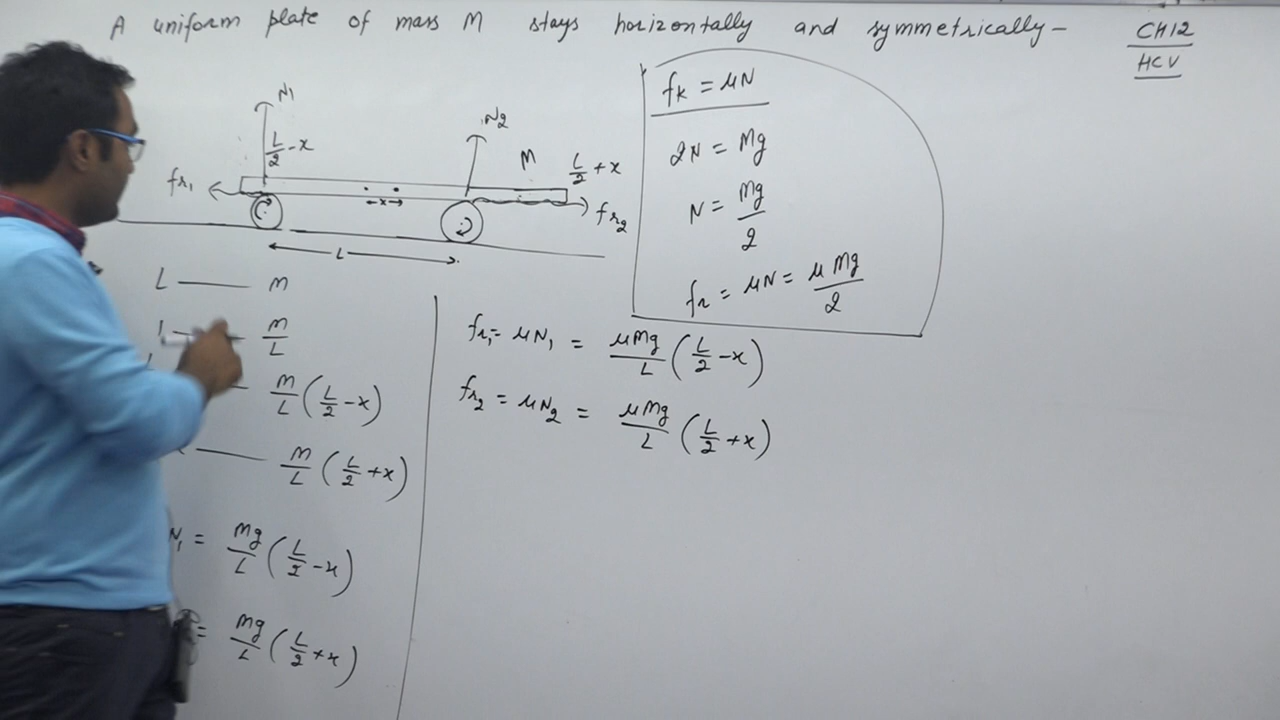 A uniform plate of mass M stays horizontally and symmetrically –
CH12
HCV
N1
L/2 - x
fr1
N2
M
L/2 + x
fr2
x
L
fk = μN
2N = Mg
N = Mg/2
fr = μN = μMg/2
L — m
m/L
m/L (L/2 - x)
m/L (L/2 + x)
N1 = Mg/L (L/2 - x)
= Mg/L (L/2 + x)
fr1 = μN1 = μMg/L (L/2 - x)
fr2 = μN2 = μMg/L (L/2 + x)